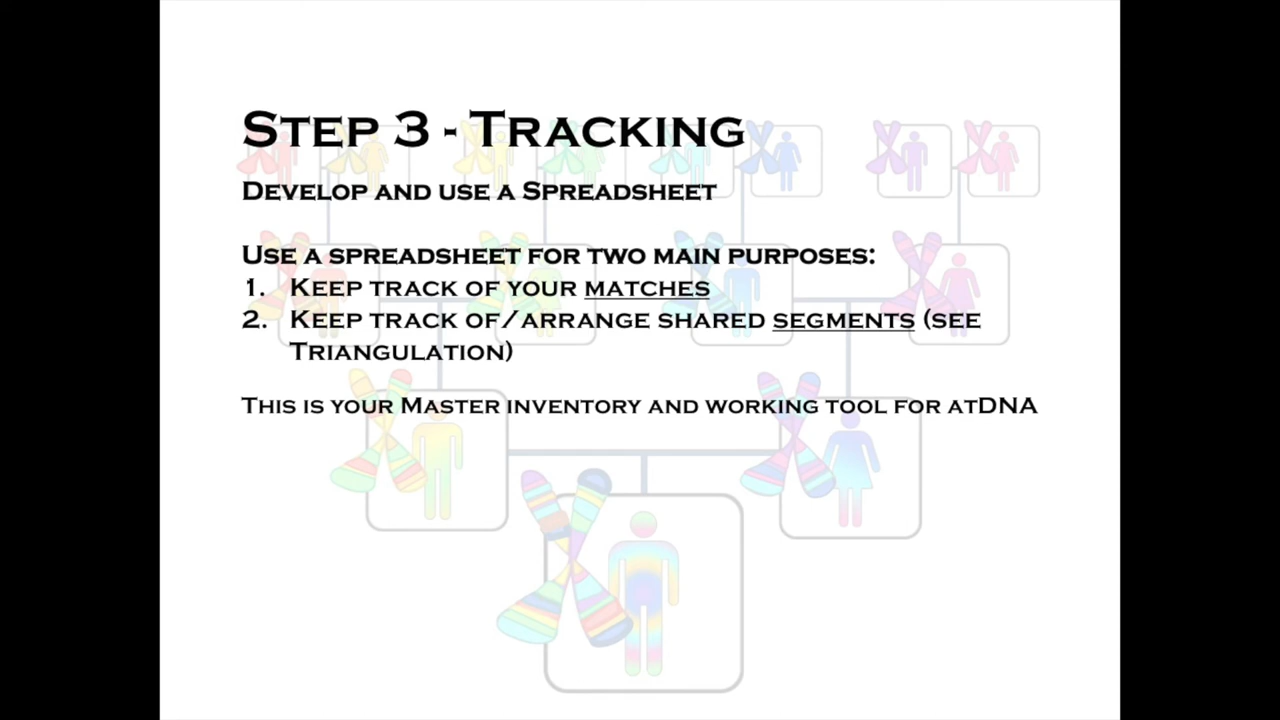 Step 3 - Tracking
Develop and use a Spreadsheet
Use a spreadsheet for two main purposes:
1. Keep track of your matches
2. Keep track of/arrange shared segments (see
Triangulation)
This is your Master inventory and working tool for atDNA